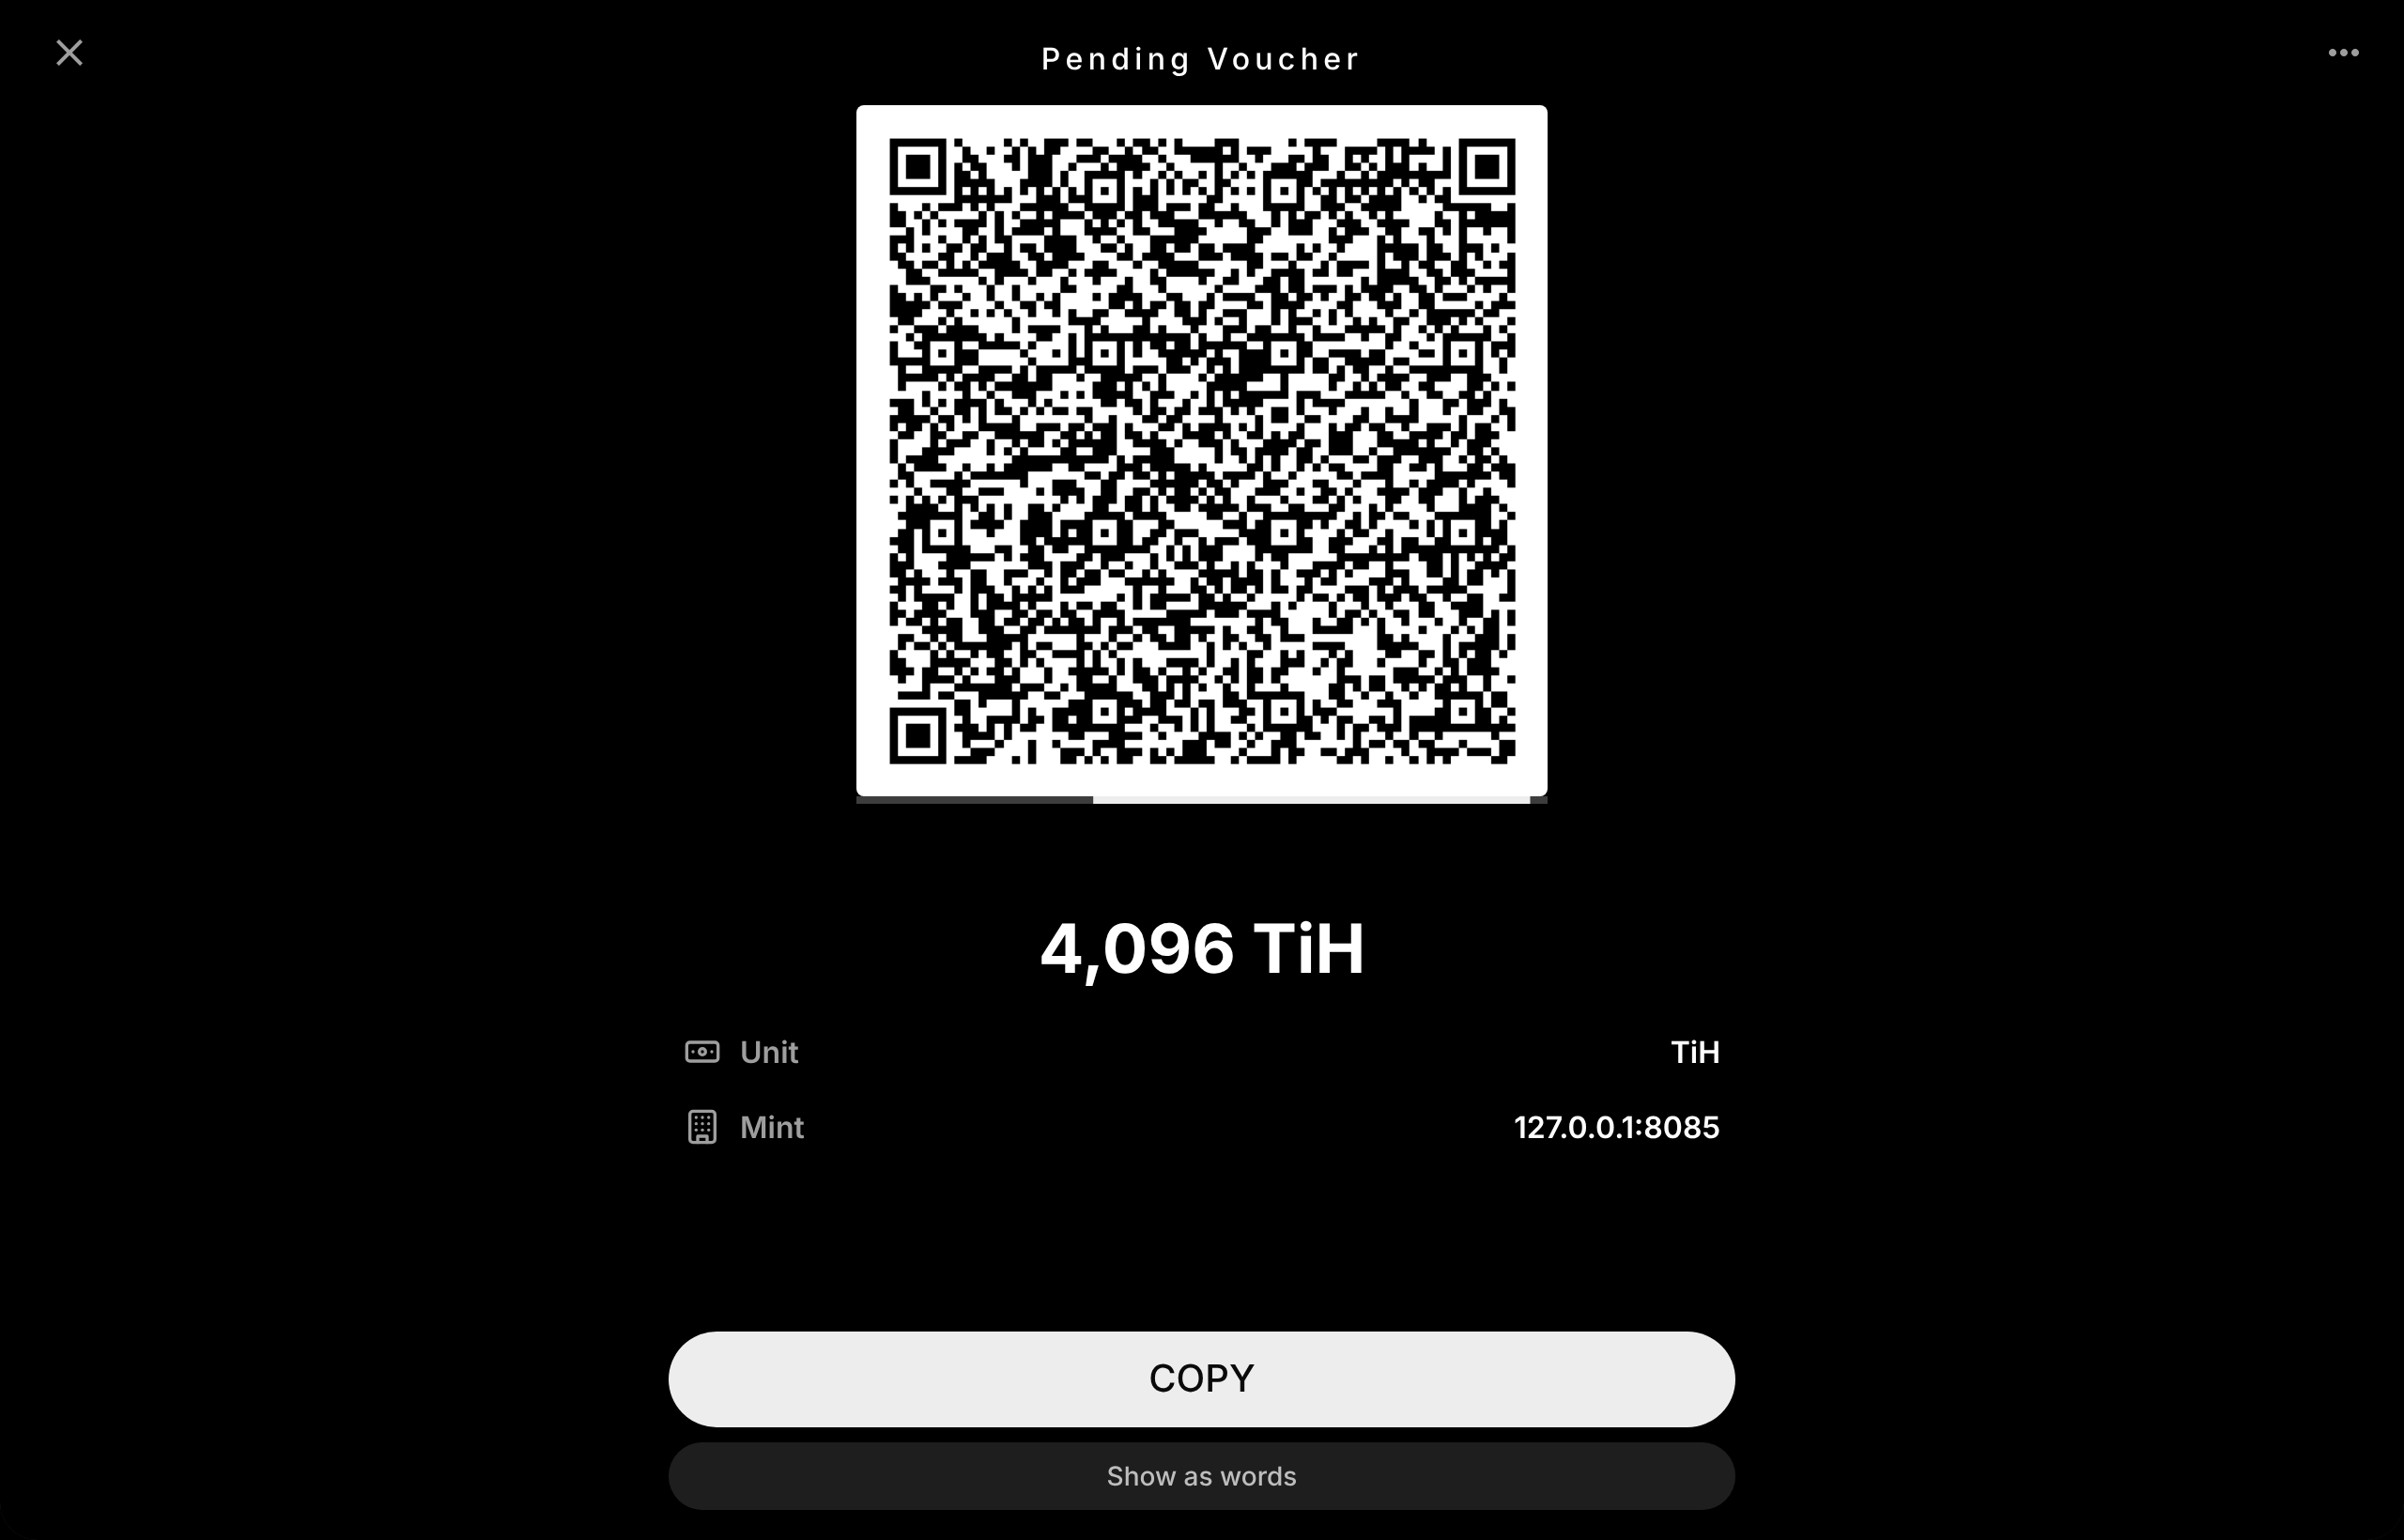 Pending Voucher
4,096 TiH
Unit TiH
Mint 127.0.0.1:8085
COPY
Show as words